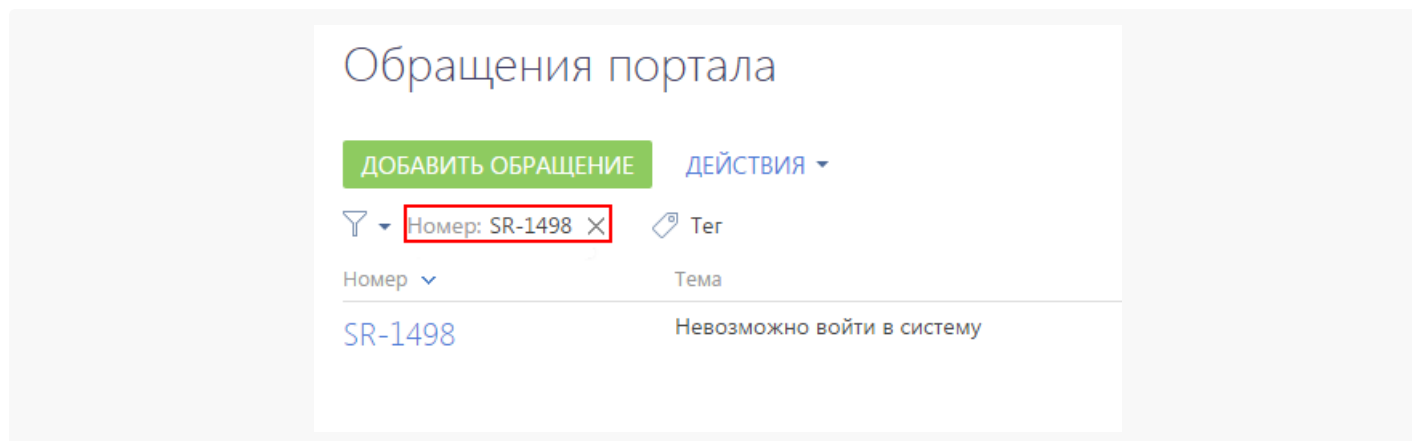 Обращения портала
ДОБАВИТЬ ОБРАЩЕНИЕ ДЕЙСТВИЯ
Номер: SR-1498 Тег
Номер Тема
SR-1498 Невозможно войти в систему